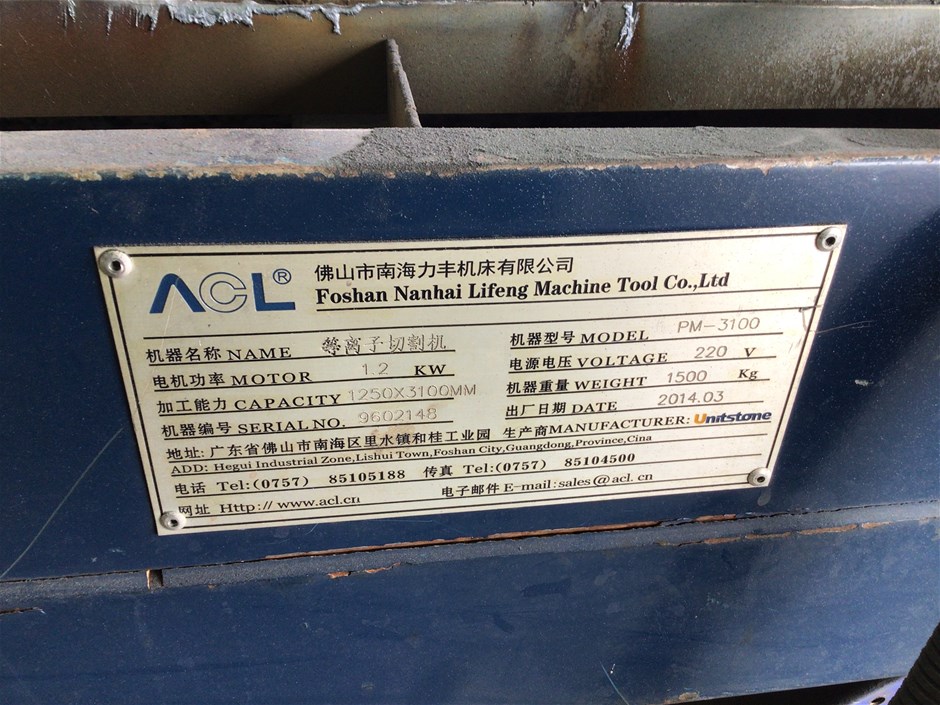 ACL®
佛山市南海力丰机床有限公司
Foshan Nanhai Lifeng Machine Tool Co.,Ltd
机器名称 NAME 等离子切割机
机器型号 MODEL PM-3100
电机功率 MOTOR 1.2 KW
电源电压 VOLTAGE 220 V
加工能力 CAPACITY 1250X3100MM
机器重量 WEIGHT 1500 Kg
机器编号 SERIAL NO. 9602148
出厂日期 DATE 2014.03
地址: 广东省佛山市南海区里水镇和桂工业园 生产商MANUFACTURER: Unitstone
ADD: Hegui Industrial Zone,Lishui Town,Foshan City,Guangdong,Province,Cina
电话 Tel:(0757) 85105188 传真 Tel:(0757) 85104500
网址 Http://www.acl.cn 电子邮件 E-mail:sales@acl.cn